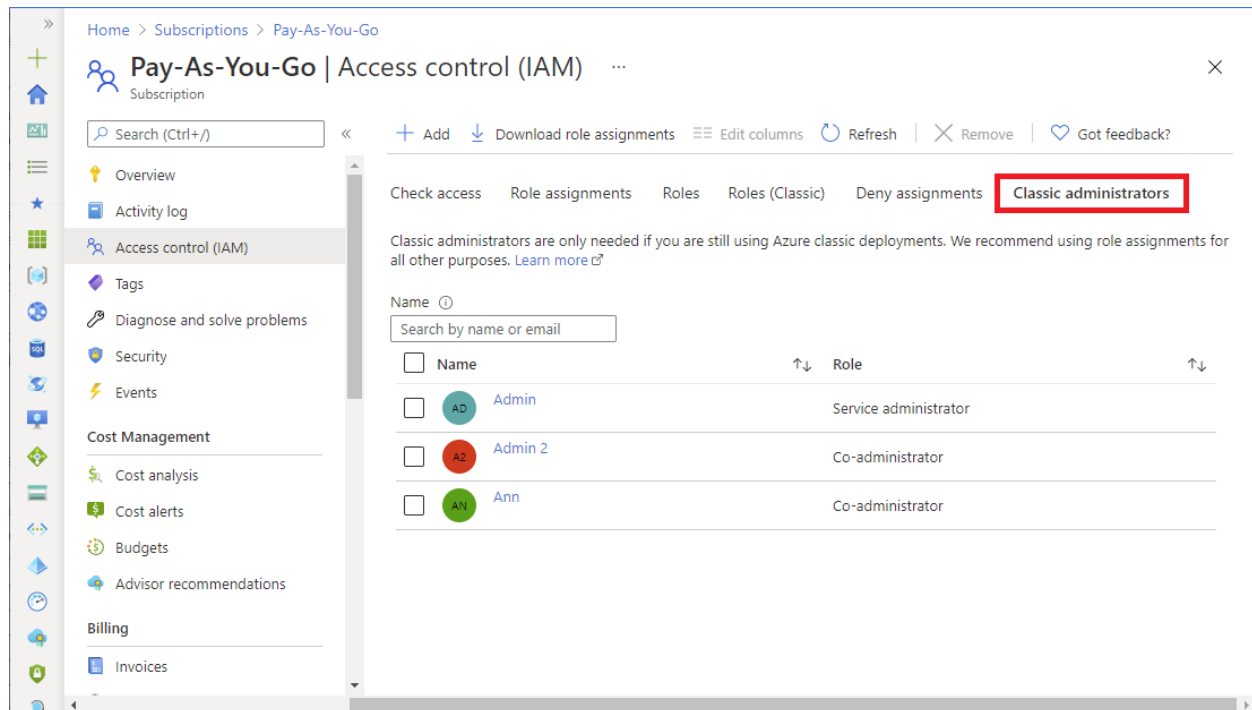 Home > Subscriptions > Pay-As-You-Go
Pay-As-You-Go | Access control (IAM) ...
Subscription
Search (Ctrl+/)
Overview
Activity log
Access control (IAM)
Tags
Diagnose and solve problems
Security
Events
Cost Management
Cost analysis
Cost alerts
Budgets
Advisor recommendations
Billing
Invoices
Add Download role assignments Edit columns Refresh Remove Got feedback?
Check access Role assignments Roles Roles (Classic) Deny assignments Classic administrators
Classic administrators are only needed if you are still using Azure classic deployments. We recommend using role assignments for
all other purposes. Learn more
Name
Search by name or email
Name Role
AD Admin Service administrator
A2 Admin 2 Co-administrator
AN Ann Co-administrator
SQL